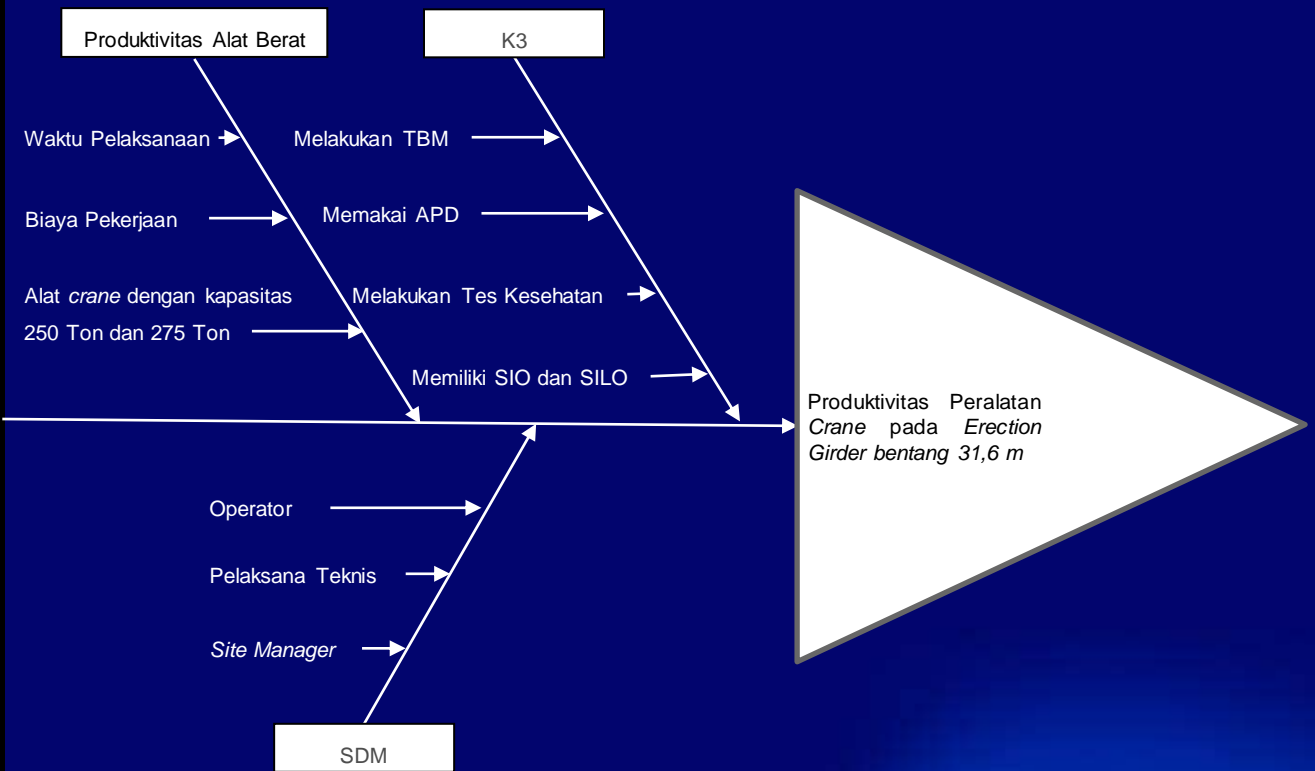 Produktivitas Alat Berat
K3
Waktu Pelaksanaan
Melakukan TBM
Biaya Pekerjaan
Memakai APD
Alat crane dengan kapasitas
250 Ton dan 275 Ton
Melakukan Tes Kesehatan
Memiliki SIO dan SILO
Produktivitas Peralatan
Crane pada Erection
Girder bentang 31,6 m
Operator
Pelaksana Teknis
Site Manager
SDM